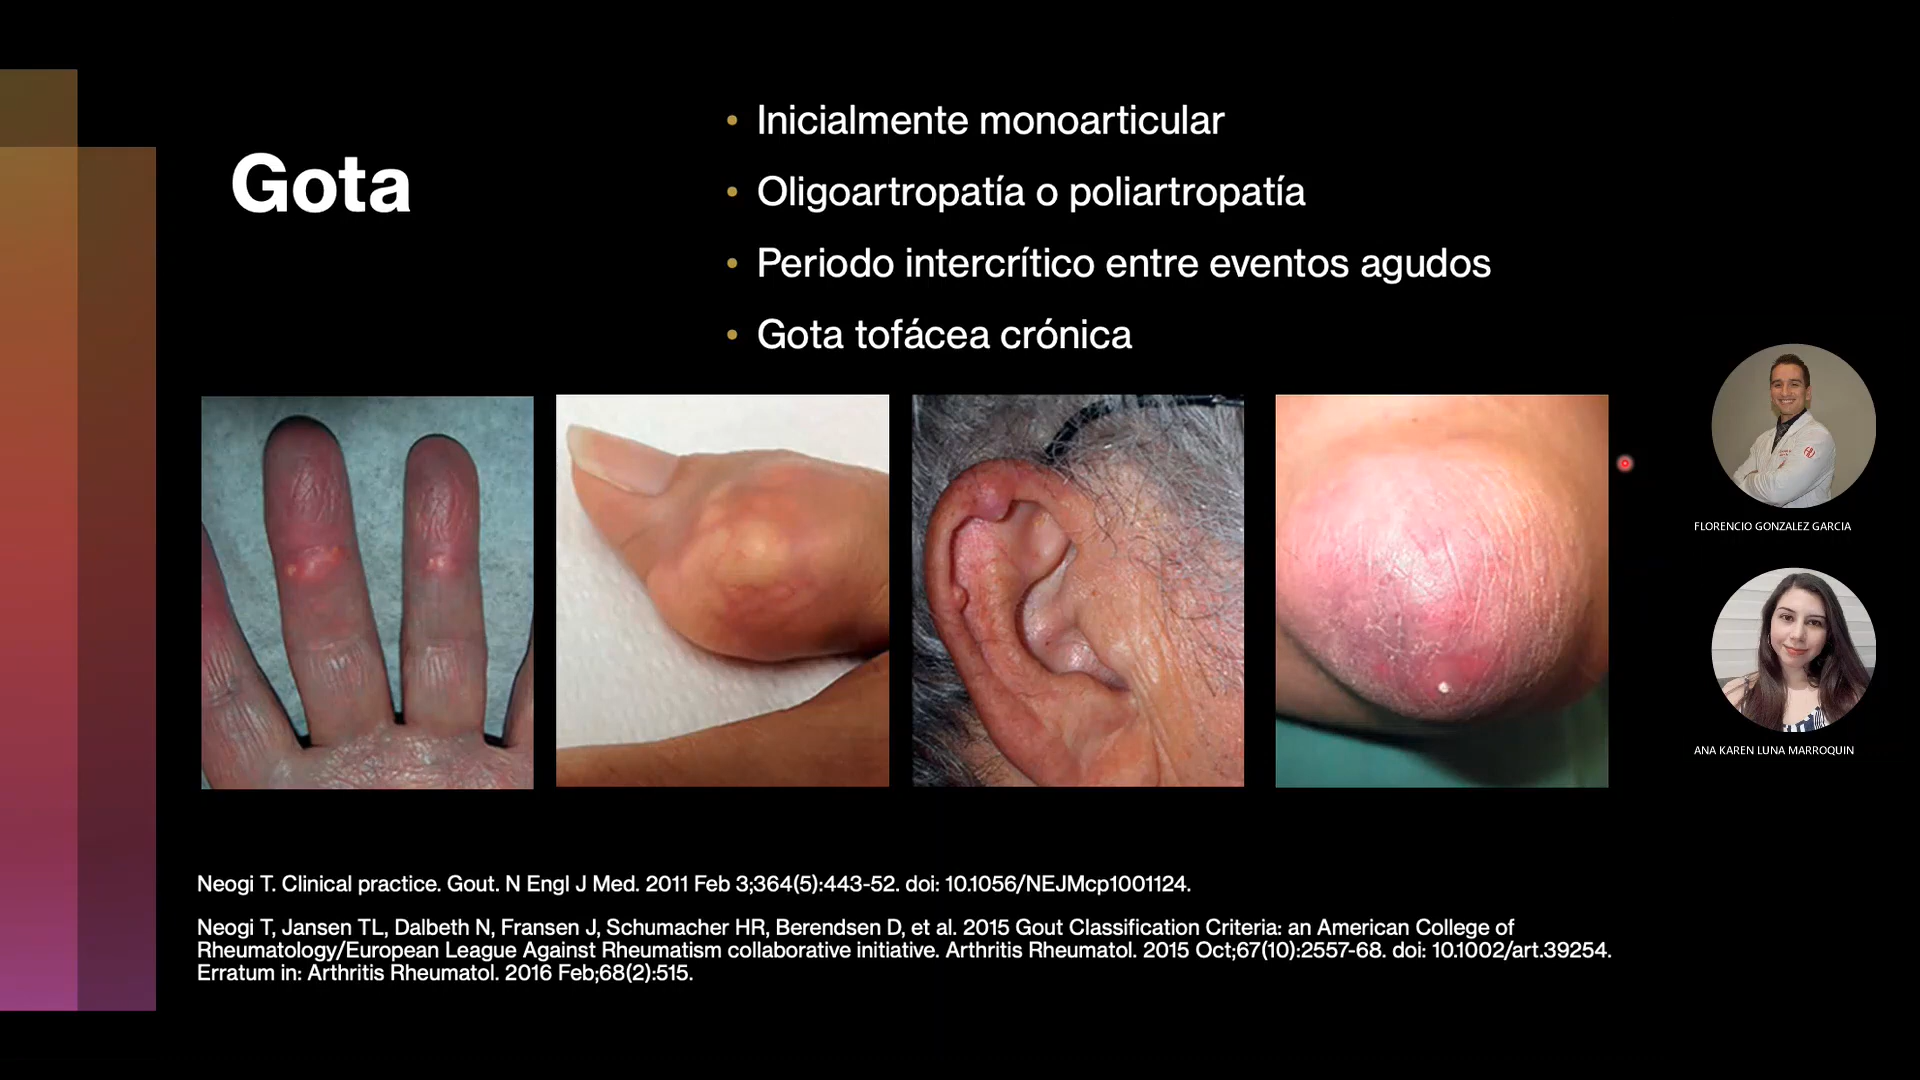 Gota
• Inicialmente monoarticular
• Oligoartropatía o poliartropatía
• Periodo intercrítico entre eventos agudos
• Gota tofácea crónica
FLORENCIO GONZALEZ GARCIA
ANA KAREN LUNA MARROQUIN
Neogi T. Clinical practice. Gout. N Engl J Med. 2011 Feb 3;364(5):443-52. doi: 10.1056/NEJMcp1001124.
Neogi T, Jansen TL, Dalbeth N, Fransen J, Schumacher HR, Berendsen D, et al. 2015 Gout Classification Criteria: an American College of
Rheumatology/European League Against Rheumatism collaborative initiative. Arthritis Rheumatol. 2015 Oct;67(10):2557-68. doi: 10.1002/art.39254.
Erratum in: Arthritis Rheumatol. 2016 Feb;68(2):515.